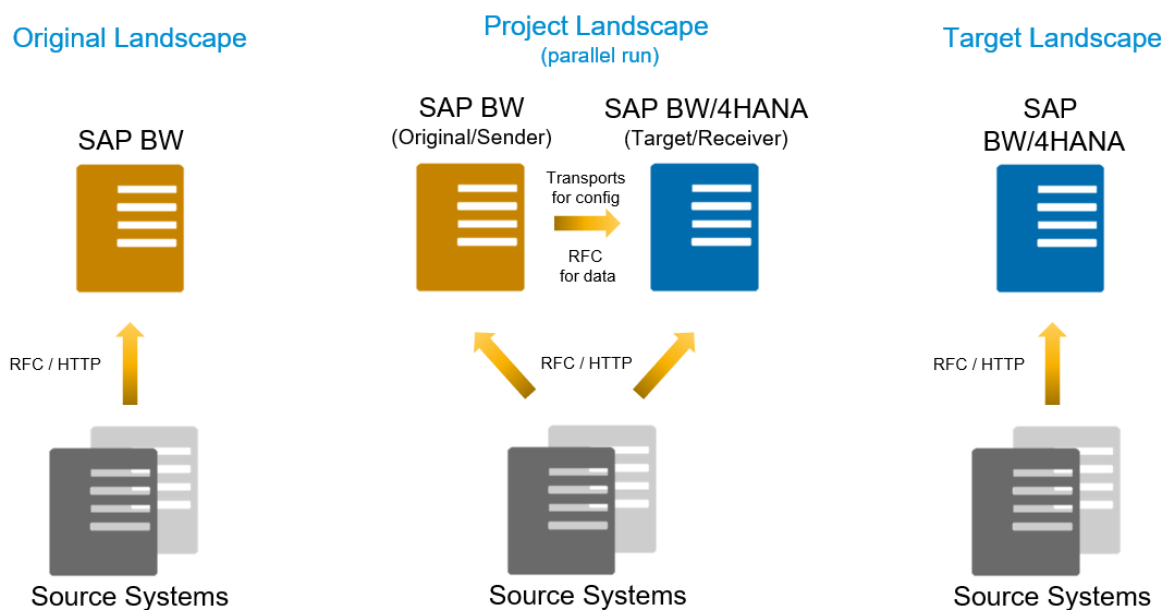 Original Landscape
SAP BW
RFC / HTTP
Source Systems
Project Landscape
(parallel run)
SAP BW
(Original/Sender)
SAP BW/4HANA
(Target/Receiver)
Transports
for config
RFC
for data
RFC / HTTP
Source Systems
Target Landscape
SAP
BW/4HANA
RFC / HTTP
Source Systems